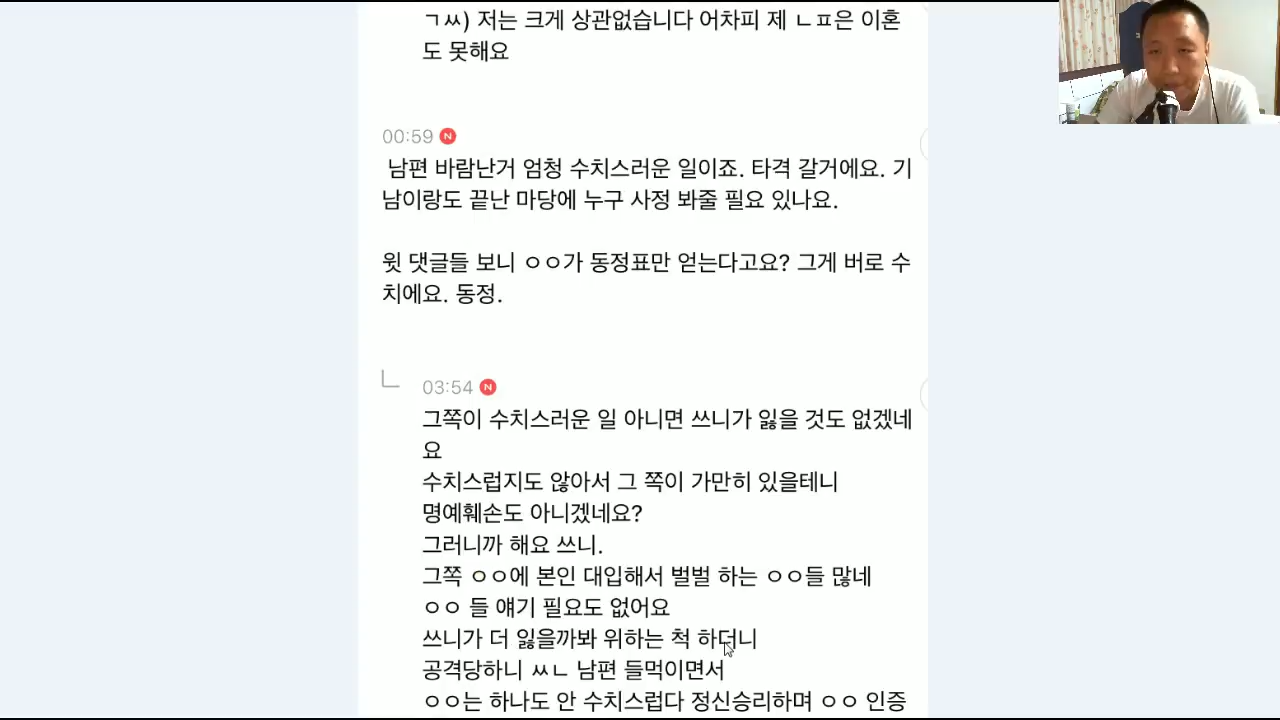 ㄱㅆ) 저는 크게 상관없습니다 어차피 제 ㄴㅍ은 이혼
도 못해요
00:59 N
남편 바람난거 엄청 수치스러운 일이죠. 타격 갈거에요. 기
남이랑도 끝난 마당에 누구 사정 봐줄 필요 있나요.
윗 댓글들 보니 ㅇㅇ가 동정표만 얻는다고요? 그게 버로 수
치에요. 동정.
03:54 N
그쪽이 수치스러운 일 아니면 쓰니가 잃을 것도 없겠네
요
수치스럽지도 않아서 그 쪽이 가만히 있을테니
명예훼손도 아니겠네요?
그러니까 해요 쓰니.
그쪽 ㅇㅇ에 본인 대입해서 벌벌 하는 ㅇㅇ들 많네
ㅇㅇ 들 얘기 필요도 없어요
쓰니가 더 잃을까봐 위하는 척 하더니
공격당하니 ㅆㄴ 남편 들먹이면서
ㅇㅇ는 하나도 안 수치스럽다 정신승리하며 ㅇㅇ 인증